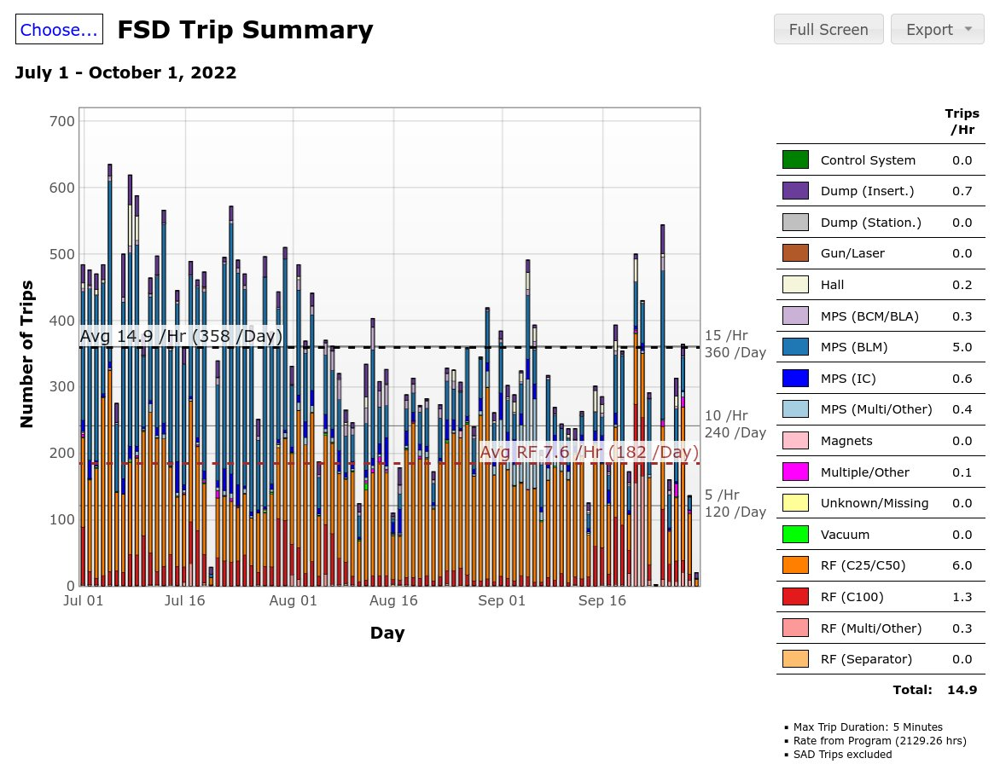 Choose...
FSD Trip Summary
Full Screen
Export
July 1 - October 1, 2022
Number of Trips
700
600
500
400
300
200
100
0
Avg 14.9 /Hr (358 /Day)
Avg RF 7.6 /Hr (182 /Day)
15 /Hr
360 /Day
10 /Hr
240 /Day
5 /Hr
120 /Day
Jul 01
Jul 16
Aug 01
Aug 16
Sep 01
Sep 16
Day
Trips
/Hr
Control System 0.0
Dump (Insert.) 0.7
Dump (Station.) 0.0
Gun/Laser 0.0
Hall 0.2
MPS (BCM/BLA) 0.3
MPS (BLM) 5.0
MPS (IC) 0.6
MPS (Multi/Other) 0.4
Magnets 0.0
Multiple/Other 0.1
Unknown/Missing 0.0
Vacuum 0.0
RF (C25/C50) 6.0
RF (C100) 1.3
RF (Multi/Other) 0.3
RF (Separator) 0.0
Total: 14.9
▪ Max Trip Duration: 5 Minutes
▪ Rate from Program (2129.26 hrs)
▪ SAD Trips excluded